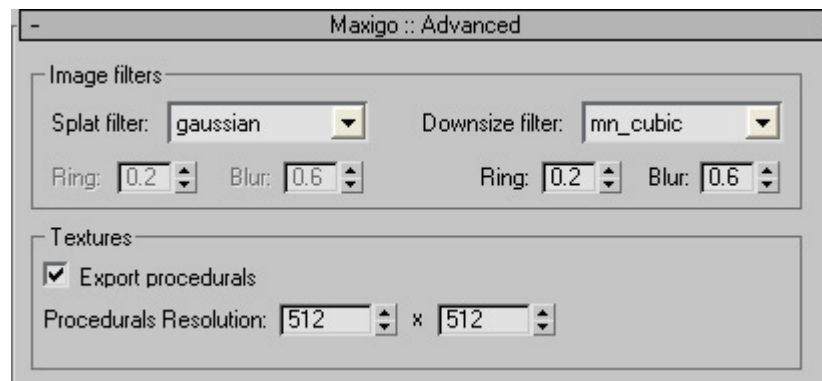 - Maxigo :: Advanced
Image filters
Splat filter: gaussian Downsize filter: mn_cubic
Ring: 0.2 Blur: 0.6 Ring: 0.2 Blur: 0.6
Textures
Export procedurals
Procedurals Resolution: 512 x 512